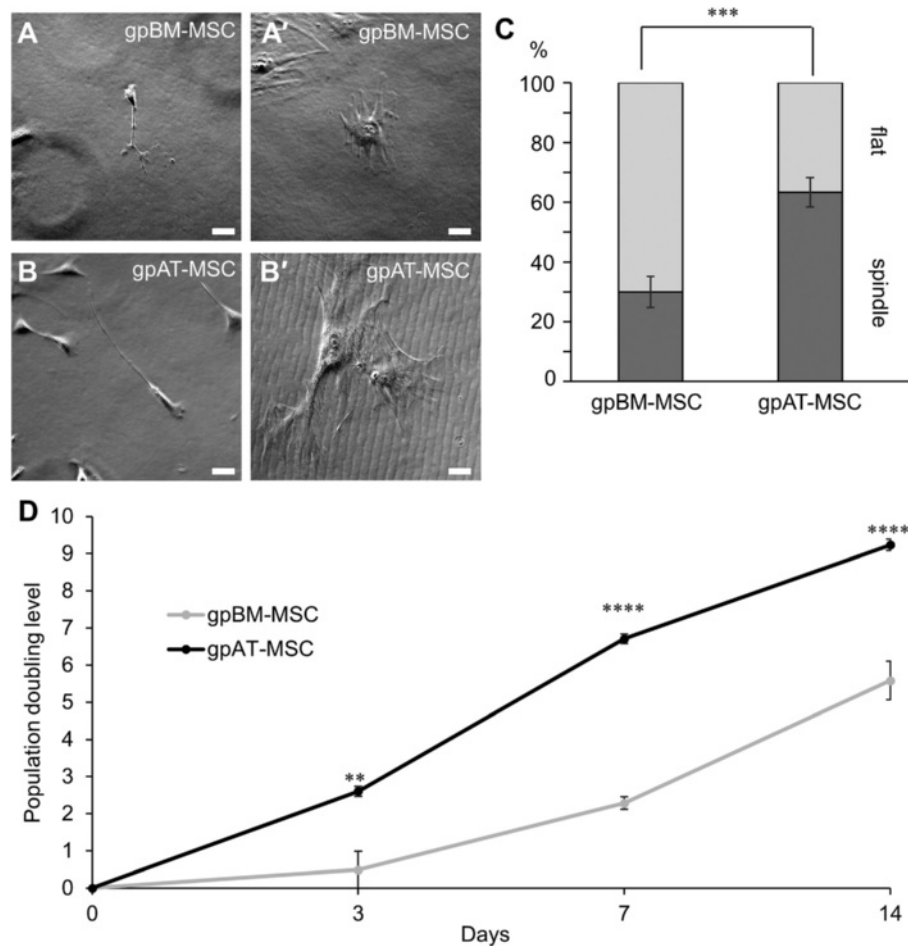 A
gpBM-MSC
A′
gpBM-MSC
B
gpAT-MSC
B′
gpAT-MSC
C
***
%
100
80
60
40
20
0
flat
spindle
gpBM-MSC
gpAT-MSC
D
Population doubling level
10
9
8
7
6
5
4
3
2
1
0
gpBM-MSC
gpAT-MSC
**
****
****
0
3
7
14
Days